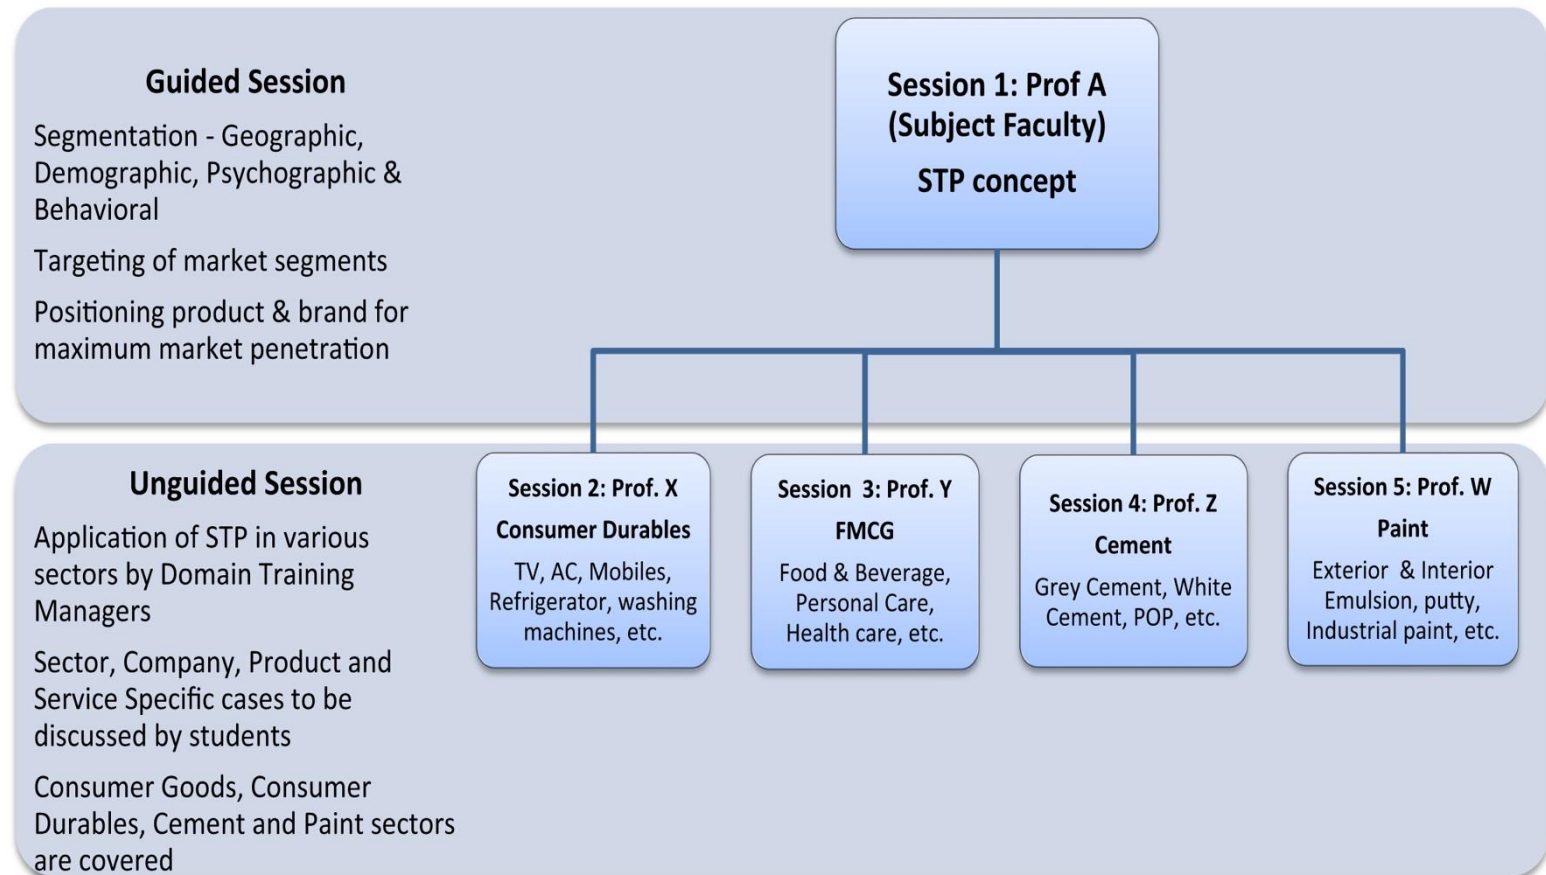 Guided Session
Segmentation - Geographic,
Demographic, Psychographic &
Behavioral
Targeting of market segments
Positioning product & brand for
maximum market penetration
Session 1: Prof A
(Subject Faculty)
STP concept
Unguided Session
Application of STP in various
sectors by Domain Training
Managers
Sector, Company, Product and
Service Specific cases to be
discussed by students
Consumer Goods, Consumer
Durables, Cement and Paint sectors
are covered
Session 2: Prof. X
Consumer Durables
TV, AC, Mobiles,
Refrigerator, washing
machines, etc.
Session 3: Prof. Y
FMCG
Food & Beverage,
Personal Care,
Health care, etc.
Session 4: Prof. Z
Cement
Grey Cement, White
Cement, POP, etc.
Session 5: Prof. W
Paint
Exterior & Interior
Emulsion, putty,
Industrial paint, etc.